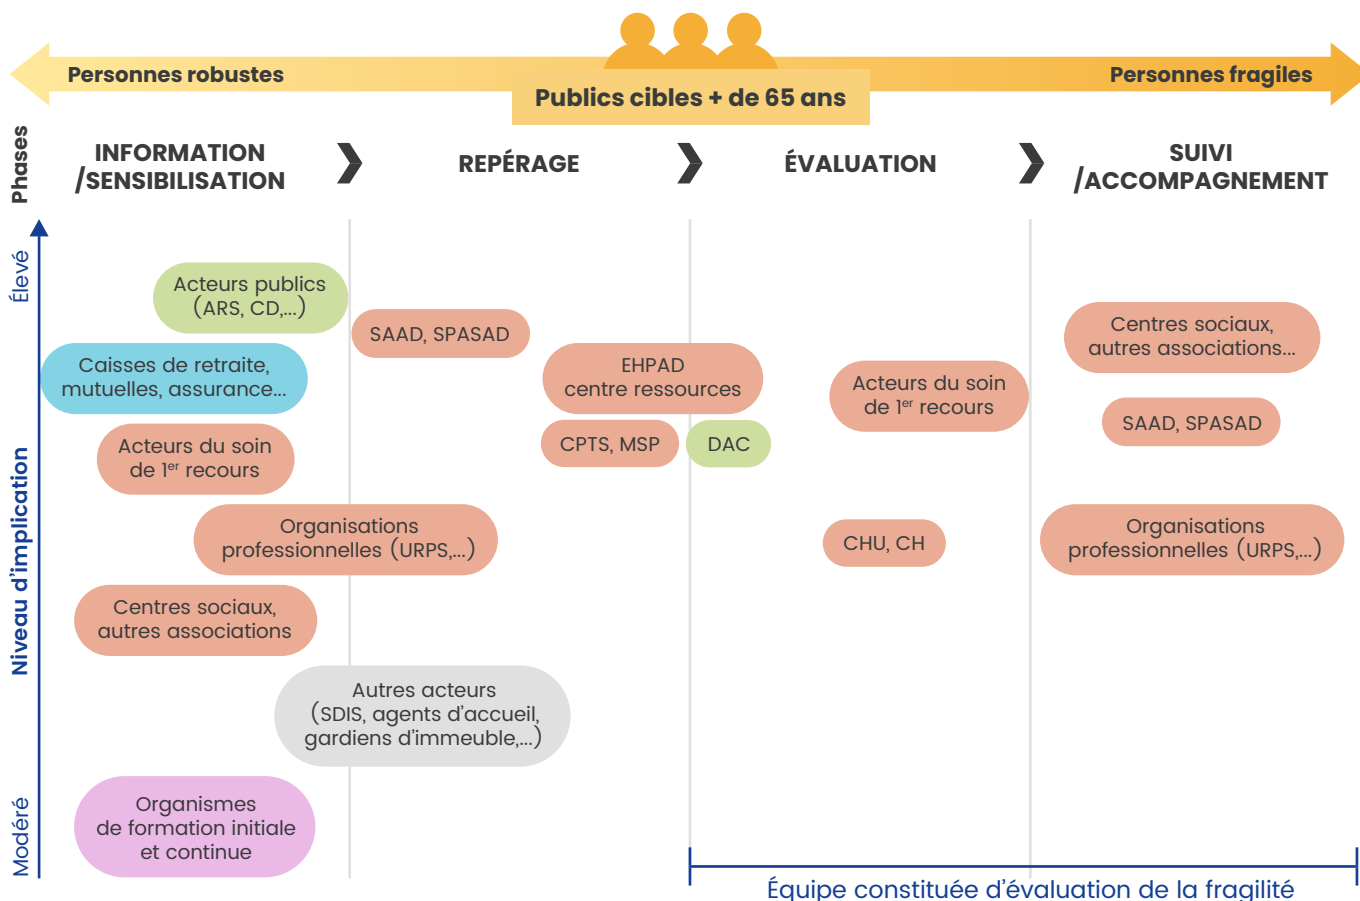 Personnes robustes
Personnes fragiles
Publics cibles + de 65 ans
Phases
INFORMATION
/SENSIBILISATION
REPÉRAGE
ÉVALUATION
SUIVI
/ACCOMPAGNEMENT
Élevé
Niveau d'implication
Modéré
Acteurs publics
(ARS, CD,...)
Caisses de retraite,
mutuelles, assurance...
Acteurs du soin
de 1er recours
Organisations
professionnelles (URPS,...)
Centres sociaux,
autres associations
Autres acteurs
(SDIS, agents d'accueil,
gardiens d'immeuble,...)
Organismes
de formation initiale
et continue
SAAD, SPASAD
EHPAD
centre ressources
CPTS, MSP
DAC
Acteurs du soin
de 1er recours
CHU, CH
Centres sociaux,
autres associations...
SAAD, SPASAD
Organisations
professionnelles (URPS,...)
Équipe constituée d'évaluation de la fragilité